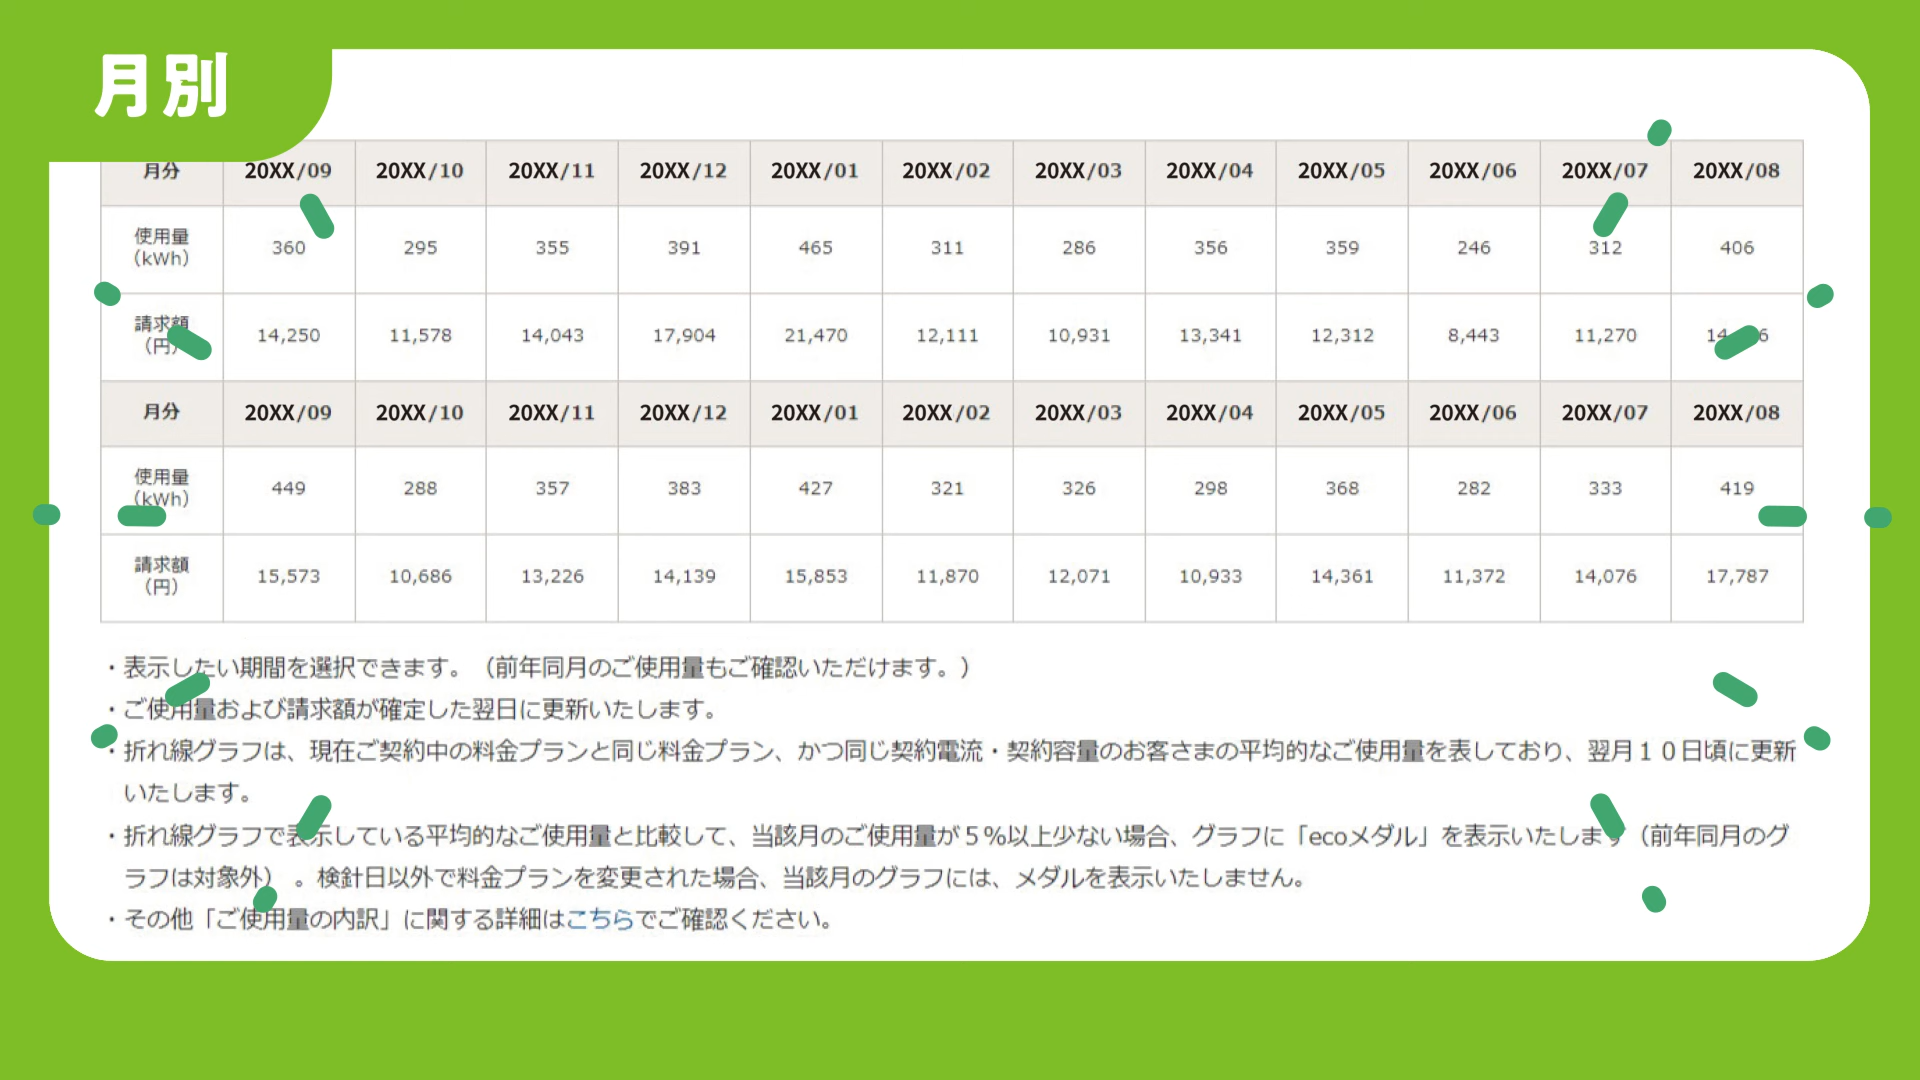 月別
月分 20XX/09 20XX/10 20XX/11 20XX/12 20XX/01 20XX/02 20XX/03 20XX/04 20XX/05 20XX/06 20XX/07 20XX/08
使用量
（kWh） 360 295 355 391 465 311 286 356 359 246 312 406
請求額
（円） 14,250 11,578 14,043 17,904 21,470 12,111 10,931 13,341 12,312 8,443 11,270
月分 20XX/09 20XX/10 20XX/11 20XX/12 20XX/01 20XX/02 20XX/03 20XX/04 20XX/05 20XX/06 20XX/07 20XX/08
使用量
（kWh） 449 288 357 383 427 321 326 298 368 282 333 419
請求額
（円） 15,573 10,686 13,226 14,139 15,853 11,870 12,071 10,933 14,361 11,372 14,076 17,787
・表示したい期間を選択できます。（前年同月のご使用量もご確認いただけます。）
・ご使用量および請求額が確定した翌日に更新いたします。
・折れ線グラフは、現在ご契約中の料金プランと同じ料金プラン、かつ同じ契約電流・契約容量のお客さまの平均的なご使用量を表しており、翌月１０日頃に更新
いたします。
・折れ線グラフで表示している平均的なご使用量と比較して、当該月のご使用量が５%以上少ない場合、グラフに「ecoメダル」を表示いたします（前年同月のグ
ラフは対象外）。検針日以外で料金プランを変更された場合、当該月のグラフには、メダルを表示いたしません。
・その他「ご使用量の内訳」に関する詳細はこちらでご確認ください。